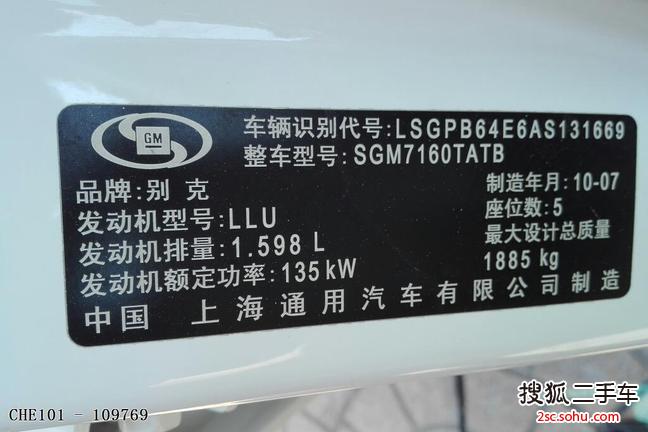 GM
车辆识别代号:LSGPB64E6AS131669
整车型号:SGM7160TATB
品牌:别 克
制造年月:10-07
发动机型号:LLU
座位数:5
发动机排量:1.598 L
最大设计总质量
发动机额定功率:135kW
1885 kg
中国 上海通用汽车有限公司制造
CHE101 - 109769
搜狐二手车
2sc.sohu.com